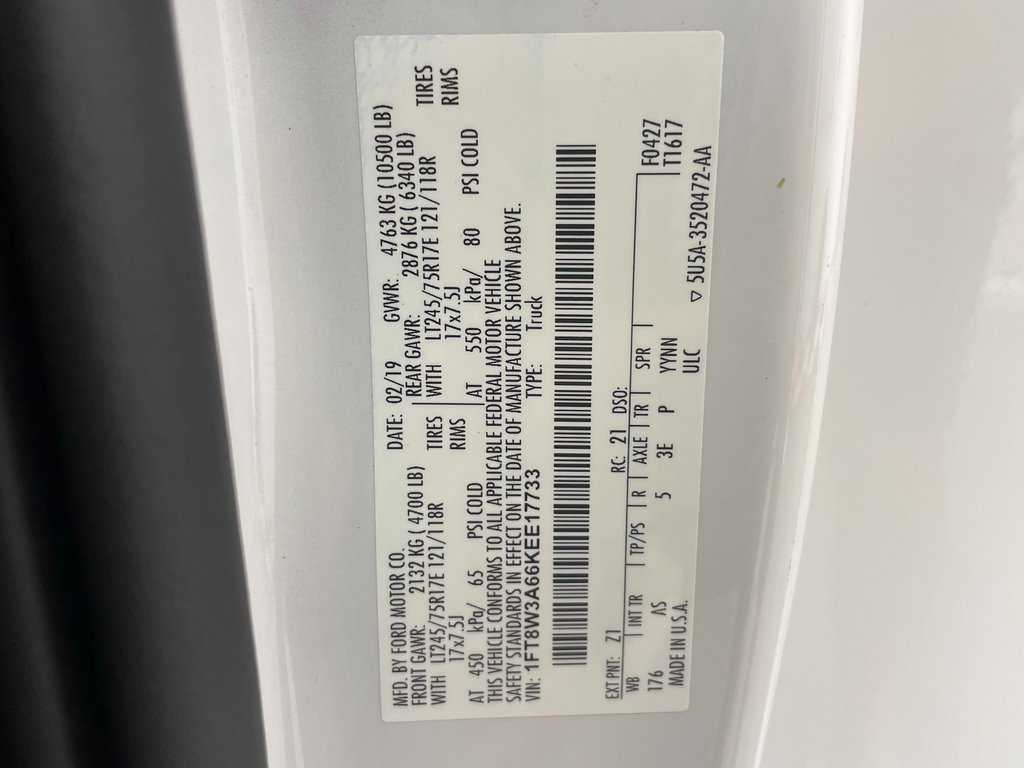 MFD. BY FORD MOTOR CO.
DATE: 02/19 GVWR: 4763 KG (10500 LB)
FRONT GAWR: 2132 KG ( 4700 LB) REAR GAWR: 2876 KG ( 6340 LB)
WITH LT245/75R17E 121/118R TIRES WITH LT245/75R17E 121/118R TIRES
17x7.5J RIMS 17x7.5J RIMS
AT 450 kPa/ 65 PSI COLD AT 550 kPa/ 80 PSI COLD
THIS VEHICLE CONFORMS TO ALL APPLICABLE FEDERAL MOTOR VEHICLE
SAFETY STANDARDS IN EFFECT ON THE DATE OF MANUFACTURE SHOWN ABOVE.
VIN: 1FT8W3A66KEE17733 TYPE: Truck
EXT PNT: Z1 RC: 21 DSO: F0427
WB INT TR TP/PS R AXLE TR SPR T1617
176 AS 5 3E P YYNN
MADE IN U.S.A. ULC
▽ 5U5A-3520472-AA